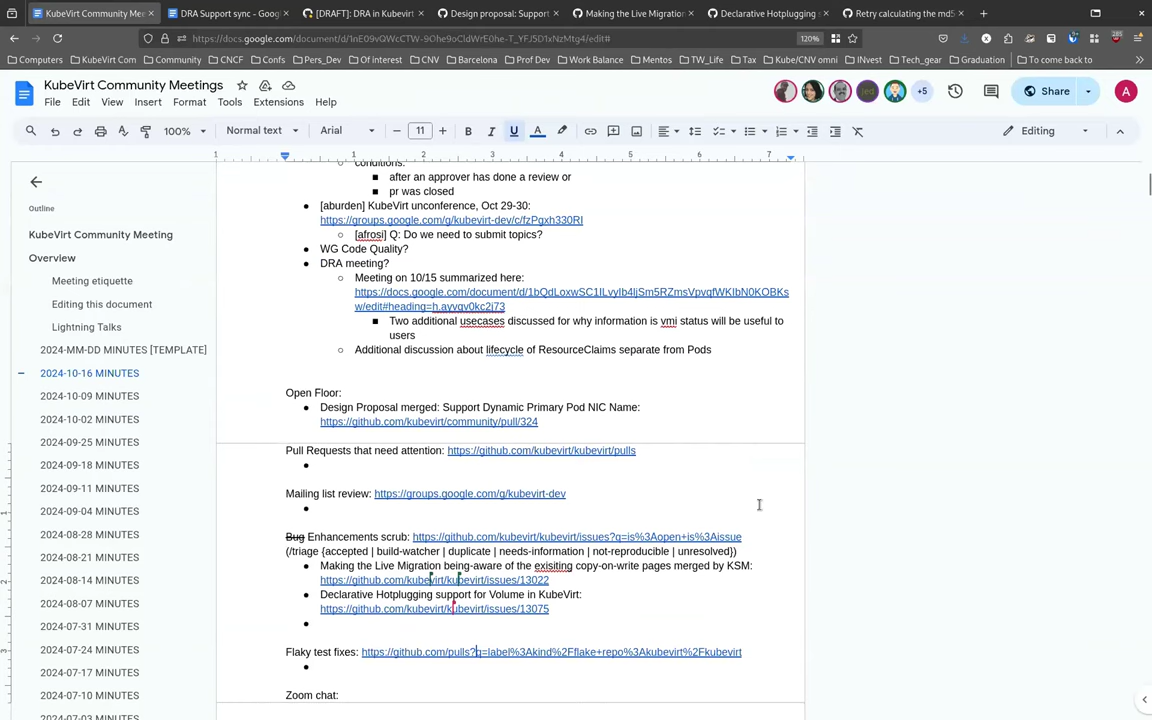 KubeVirt Community Mee
DRA Support sync - Goog
[DRAFT]: DRA in Kubevirt
Design proposal: Support
Making the Live Migration
Declarative Hotplugging s
Retry calculating the md5
https://docs.google.com/document/d/1nE09vQWcCTW-9Ohe9oCldWrE0he-T_YFJ5D1xNzMtg4/edit#
120%
Computers
KubeVirt Com
Community
CNCF
Confs
Pers_Dev
Of interest
CNV
Barcelona
Prof Dev
Work Balance
Mentos
TW_Life
Tax
Kube/CNV omni
INvest
Tech_gear
Graduation
To come back to
KubeVirt Community Meetings
File Edit View Insert Format Tools Extensions Help
+5
Share
A
100%
Normal text
Arial
11
Editing
1 1 2 3 4 5 6 7
Outline
KubeVirt Community Meeting
Overview
Meeting etiquette
Editing this document
Lightning Talks
2024-MM-DD MINUTES [TEMPLATE]
2024-10-16 MINUTES
2024-10-09 MINUTES
2024-10-02 MINUTES
2024-09-25 MINUTES
2024-09-18 MINUTES
2024-09-11 MINUTES
2024-09-04 MINUTES
2024-08-28 MINUTES
2024-08-21 MINUTES
2024-08-14 MINUTES
2024-08-07 MINUTES
2024-07-31 MINUTES
2024-07-24 MINUTES
2024-07-17 MINUTES
2024-07-10 MINUTES
2024-07-03 MINUTES
conditions:
after an approver has done a review or
pr was closed
[aburden] KubeVirt unconference, Oct 29-30:
https://groups.google.com/g/kubevirt-dev/c/fzPgxh330RI
[afrosi] Q: Do we need to submit topics?
WG Code Quality?
DRA meeting?
Meeting on 10/15 summarized here:
https://docs.google.com/document/d/1bQdLoxwSC1ILvyIb4ljSm5RZmsVpvqfWKIbN0KOBKs
w/edit#heading=h.ayvgv0kc2j73
Two additional usecases discussed for why information is vmi status will be useful to
users
Additional discussion about lifecycle of ResourceClaims separate from Pods
Open Floor:
Design Proposal merged: Support Dynamic Primary Pod NIC Name:
https://github.com/kubevirt/community/pull/324
Pull Requests that need attention: https://github.com/kubevirt/kubevirt/pulls
Mailing list review: https://groups.google.com/g/kubevirt-dev
Bug Enhancements scrub: https://github.com/kubevirt/kubevirt/issues?q=is%3Aopen+is%3Aissue
(/triage {accepted | build-watcher | duplicate | needs-information | not-reproducible | unresolved})
Making the Live Migration being-aware of the exisiting copy-on-write pages merged by KSM:
https://github.com/kubevirt/kubevirt/issues/13022
Declarative Hotplugging support for Volume in KubeVirt:
https://github.com/kubevirt/kubevirt/issues/13075
Flaky test fixes: https://github.com/pulls?q=label%3Akind%2Fflake+repo%3Akubevirt%2Fkubevirt
Zoom chat: